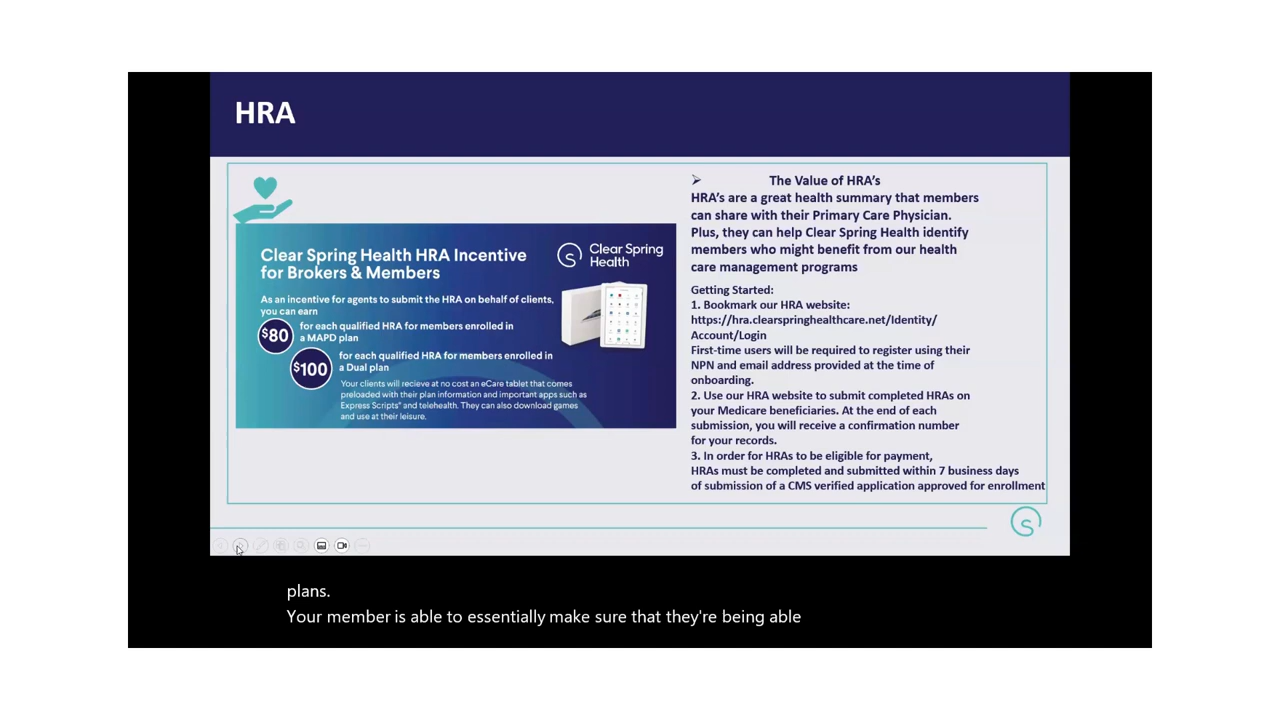 HRA
Clear Spring Health HRA Incentive
for Brokers & Members
Clear Spring
Health
As an incentive for agents to submit the HRA on behalf of clients,
you can earn
$80
for each qualified HRA for members enrolled in
a MAPD plan
$100
for each qualified HRA for members enrolled in
a Dual plan
Your clients will recieve at no cost an eCare tablet that comes
preloaded with their plan information and important apps such as
Express Scripts® and telehealth. They can also download games
and use at their leisure.
➢ The Value of HRA's
HRA's are a great health summary that members
can share with their Primary Care Physician.
Plus, they can help Clear Spring Health identify
members who might benefit from our health
care management programs
Getting Started:
1. Bookmark our HRA website:
https://hra.clearspringhealthcare.net/Identity/
Account/Login
First-time users will be required to register using their
NPN and email address provided at the time of
onboarding.
2. Use our HRA website to submit completed HRAs on
your Medicare beneficiaries. At the end of each
submission, you will receive a confirmation number
for your records.
3. In order for HRAs to be eligible for payment,
HRAs must be completed and submitted within 7 business days
of submission of a CMS verified application approved for enrollment
plans.
Your member is able to essentially make sure that they're being able